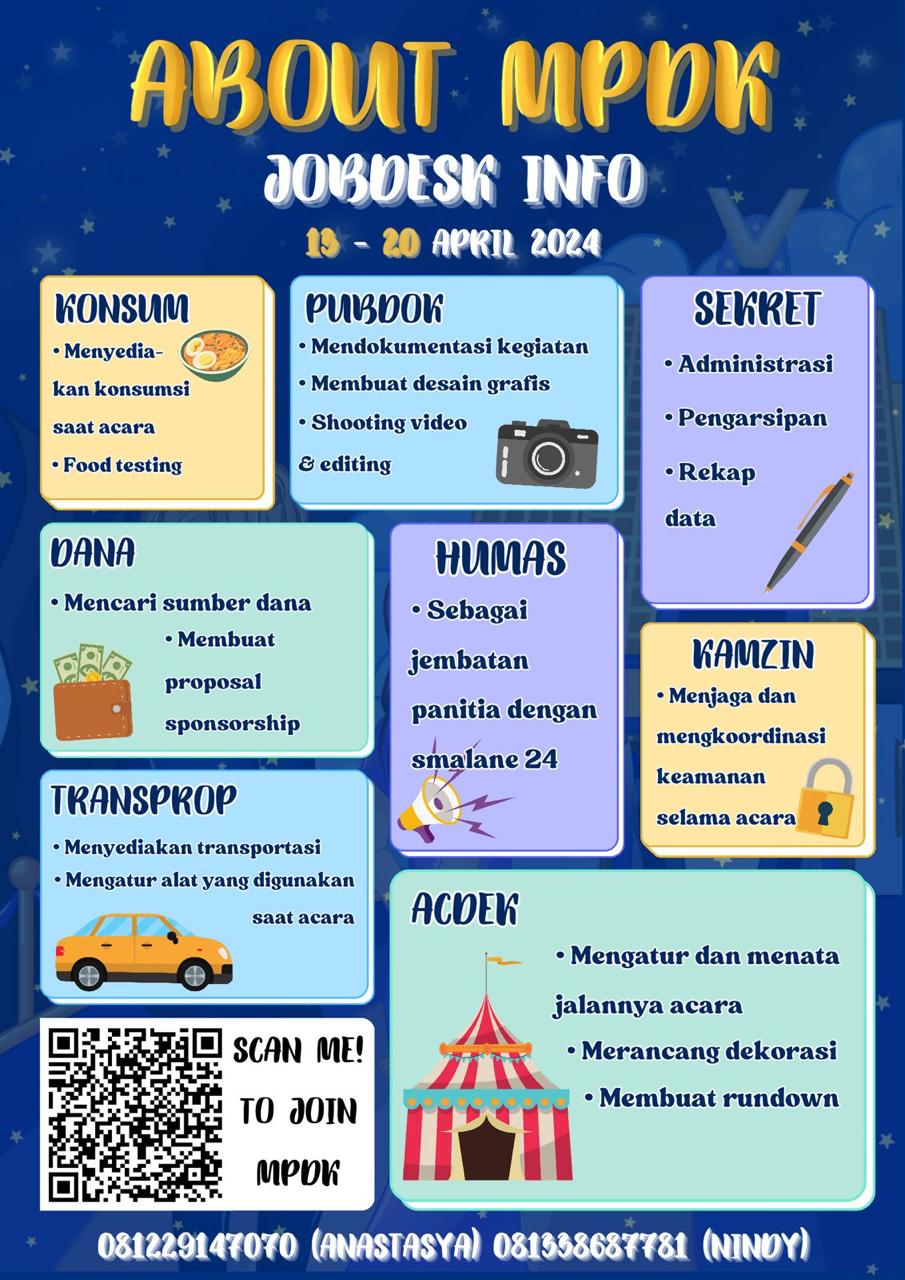 ABOUT MPDK
JOBDESK INFO
19 - 20 APRIL 2024
KONSUM
• Menyedia-
kan konsumsi
saat acara
• Food testing
PUBDOK
• Mendokumentasi kegiatan
• Membuat desain grafis
• Shooting video
& editing
SEKRET
• Administrasi
• Pengarsipan
• Rekap
data
DANA
• Mencari sumber dana
• Membuat
proposal
sponsorship
HUMAS
• Sebagai
jembatan
panitia dengan
smalane 24
KAMZIN
• Menjaga dan
mengkoordinasi
keamanan
selama acara
TRANSPROP
• Menyediakan transportasi
• Mengatur alat yang digunakan
saat acara
ACDEK
• Mengatur dan menata
jalannya acara
• Merancang dekorasi
• Membuat rundown
SCAN ME!
TO JOIN
MPDK
081229147070 (ANASTASYA) 081338687781 (NINDY)